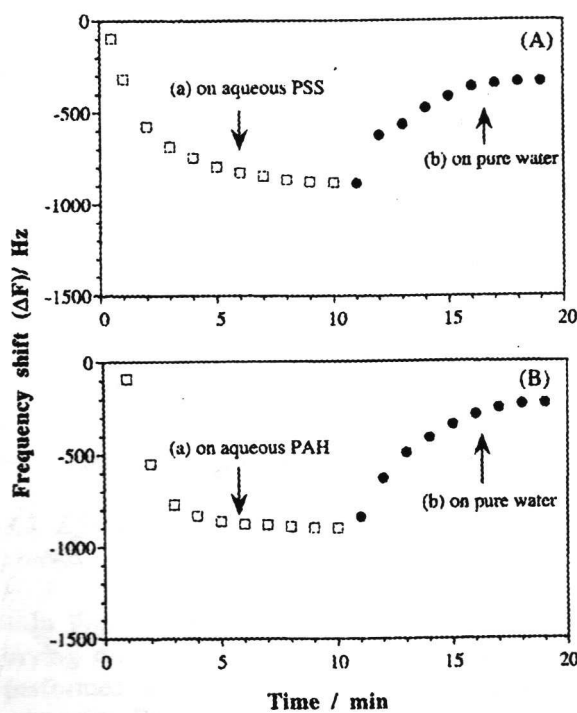 (A)
0
-500
-1000
-1500
(a) on aqueous PSS
(b) on pure water
0 5 10 15 20
(B)
0
-500
-1000
-1500
(a) on aqueous PAH
(b) on pure water
0 5 10 15 20
Frequency shift (ΔF)/ Hz
Time / min